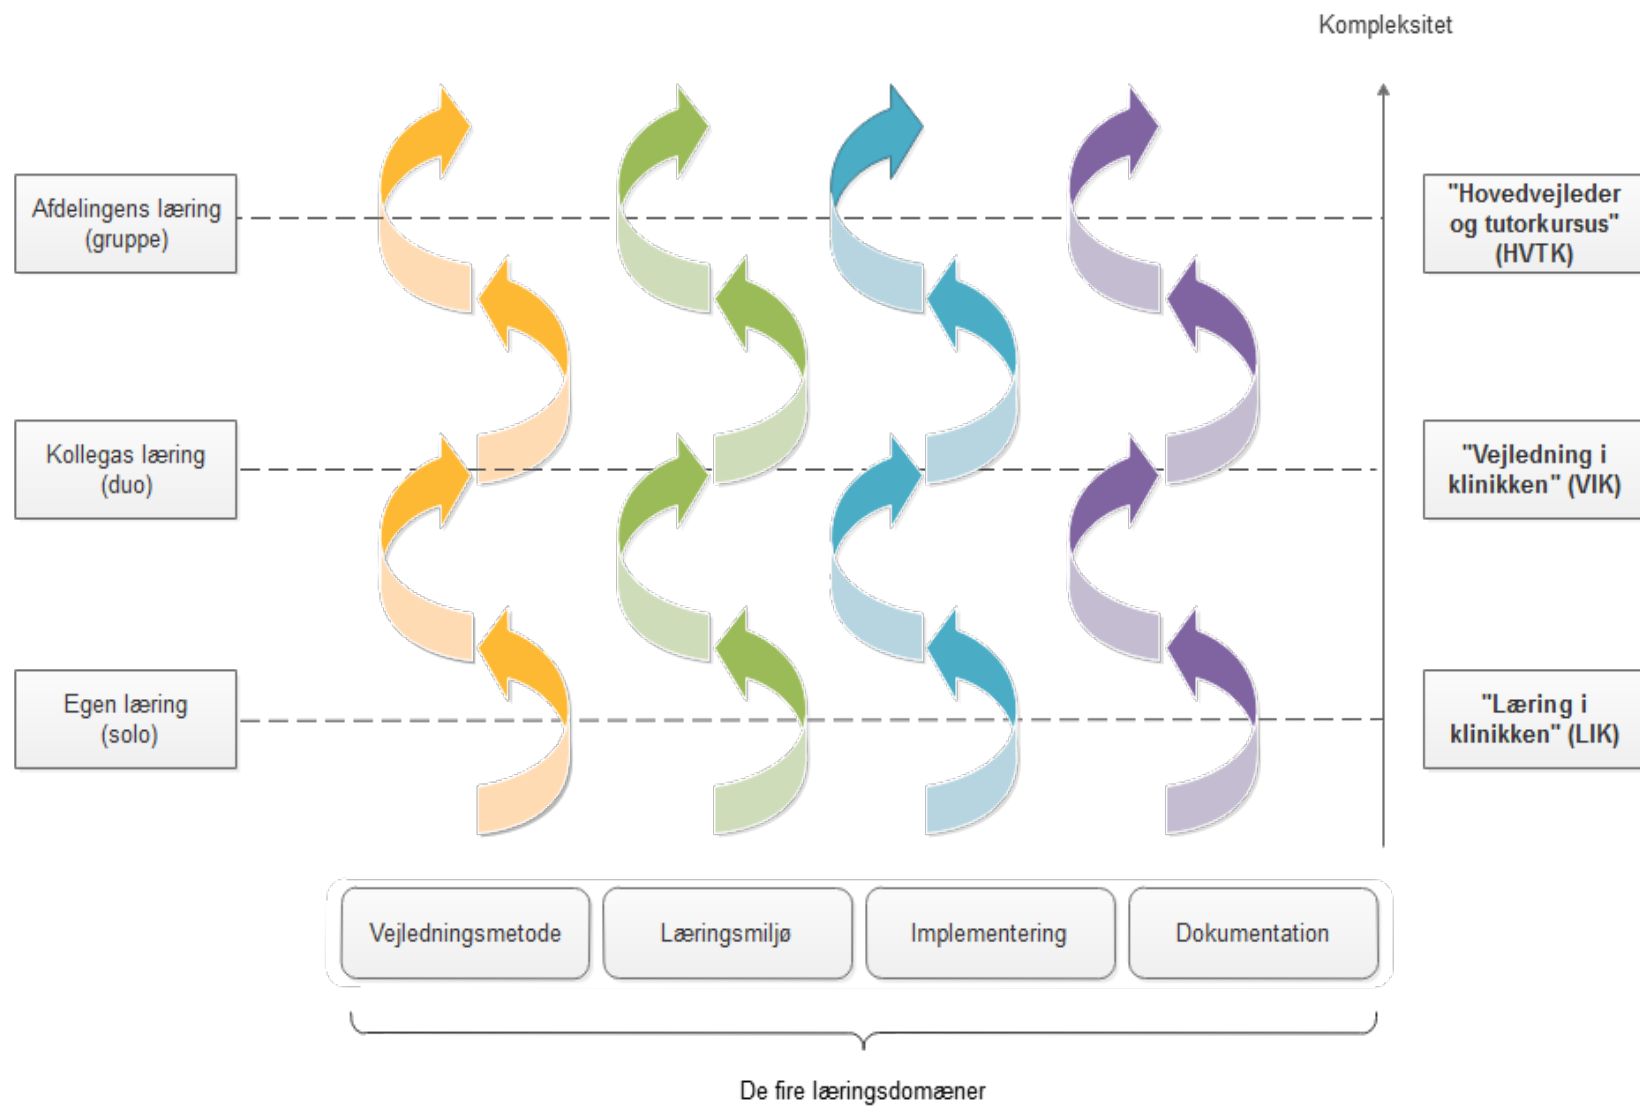 Kompleksitet
Afdelingens læring
(gruppe)
"Hovedvejleder
og tutorkursus"
(HVTK)
Kollegas læring
(duo)
"Vejledning i
klinikken" (VIK)
Egen læring
(solo)
"Læring i
klinikken" (LIK)
Vejledningsmetode
Læringsmiljø
Implementering
Dokumentation
De fire læringsdomæner